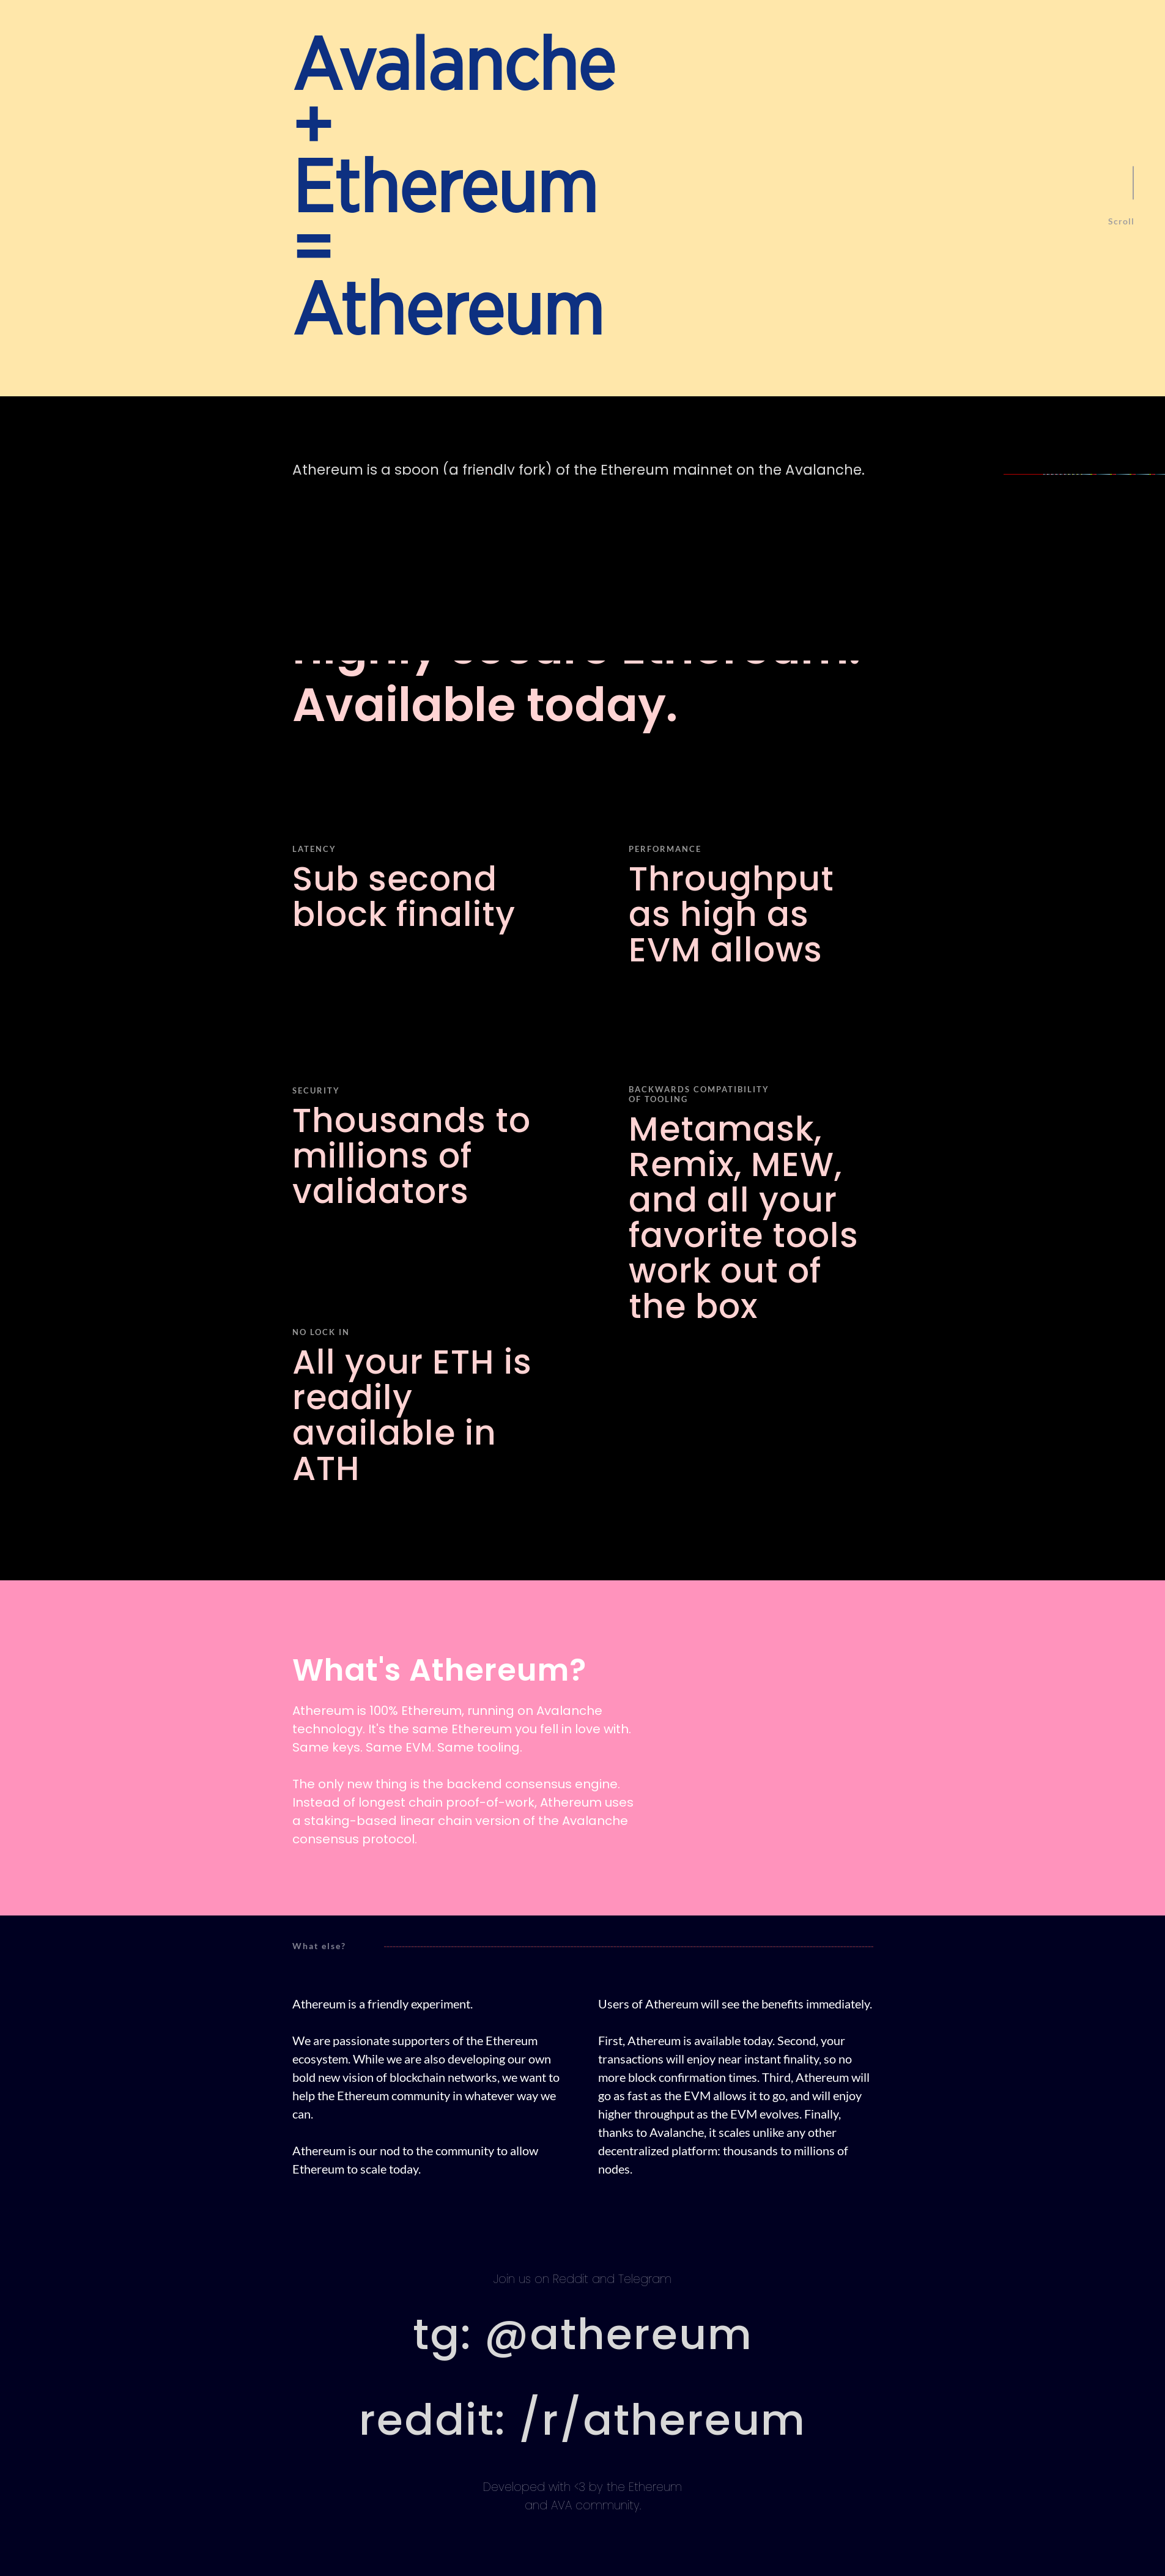 Avalanche
+
Ethereum
=
Athereum
Scroll
Athereum is a spoon (a friendly fork) of the Ethereum mainnet on the Avalanche.
highly secure Ethereum.
Available today.
LATENCY
Sub second
block finality
PERFORMANCE
Throughput
as high as
EVM allows
SECURITY
Thousands to
millions of
validators
BACKWARDS COMPATIBILITY
OF TOOLING
Metamask,
Remix, MEW,
and all your
favorite tools
work out of
the box
NO LOCK IN
All your ETH is
readily
available in
ATH
What's Athereum?
Athereum is 100% Ethereum, running on Avalanche
technology. It's the same Ethereum you fell in love with.
Same keys. Same EVM. Same tooling.
The only new thing is the backend consensus engine.
Instead of longest chain proof-of-work, Athereum uses
a staking-based linear chain version of the Avalanche
consensus protocol.
What else?
Athereum is a friendly experiment.
We are passionate supporters of the Ethereum
ecosystem. While we are also developing our own
bold new vision of blockchain networks, we want to
help the Ethereum community in whatever way we
can.
Athereum is our nod to the community to allow
Ethereum to scale today.
Users of Athereum will see the benefits immediately.
First, Athereum is available today. Second, your
transactions will enjoy near instant finality, so no
more block confirmation times. Third, Athereum will
go as fast as the EVM allows it to go, and will enjoy
higher throughput as the EVM evolves. Finally,
thanks to Avalanche, it scales unlike any other
decentralized platform: thousands to millions of
nodes.
Join us on Reddit and Telegram
tg: @athereum
reddit: /r/athereum
Developed with <3 by the Ethereum
and AVA community.